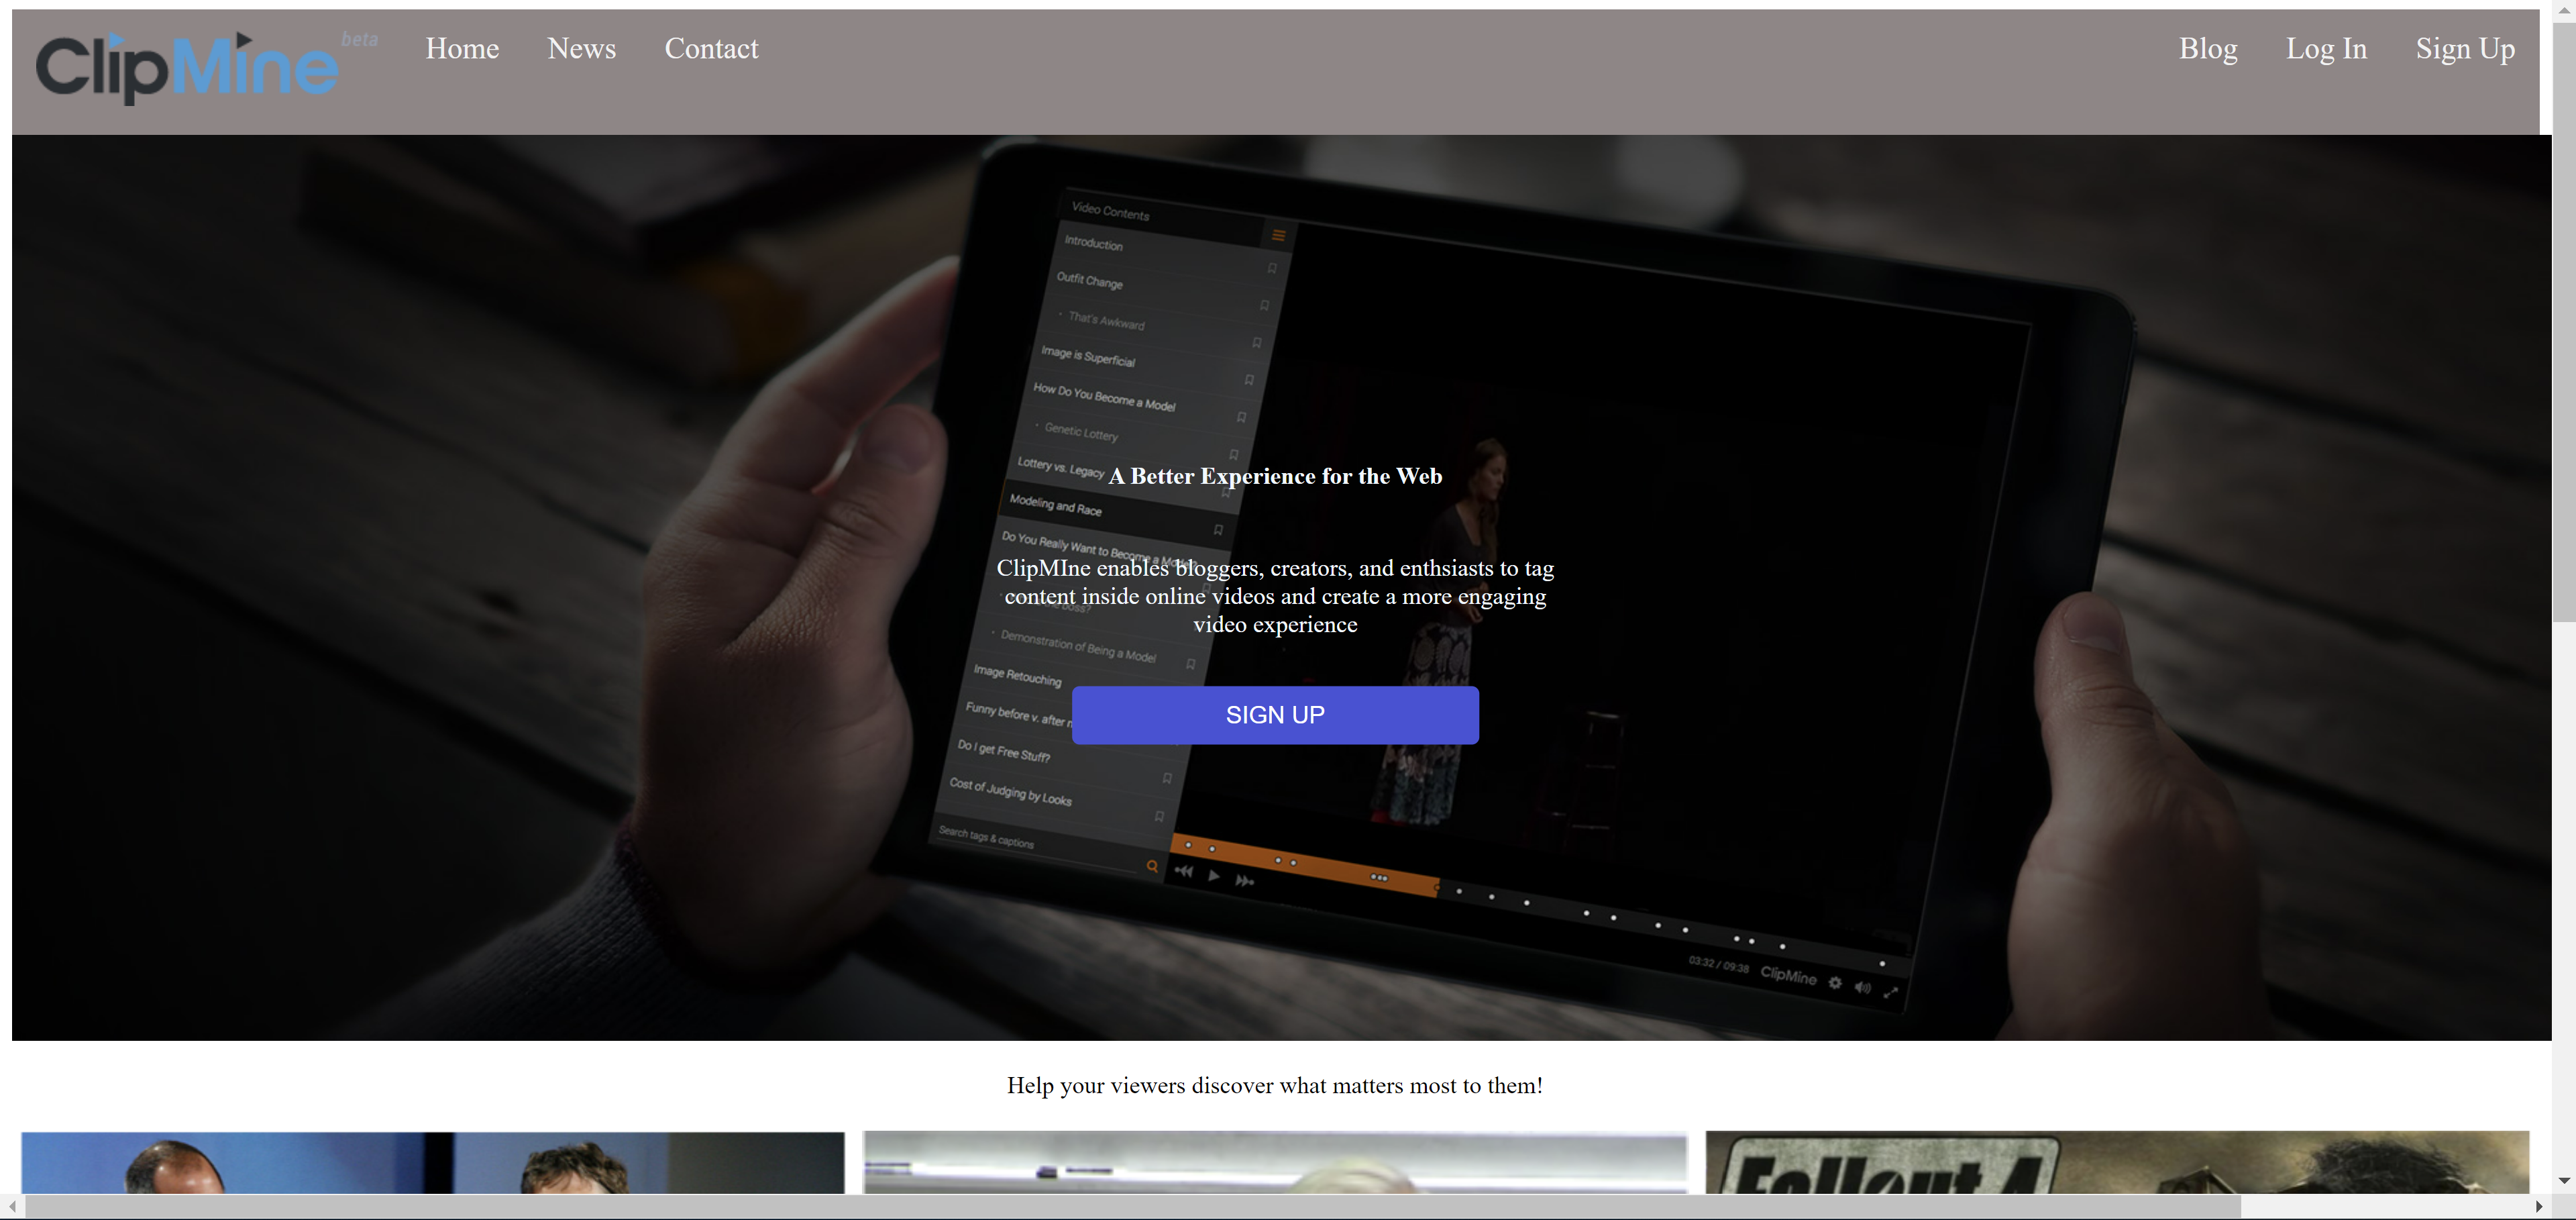 ClipMine beta
Home
News
Contact
Blog
Log In
Sign Up
Video Contents
Introduction
Outfit Change
That's Awkward
Image is Superficial
How Do You Become a Model
Genetic Lottery
Lottery vs. Legacy
A Better Experience for the Web
Modeling and Race
Do You Really Want to Become a Model?
ClipMIne enables bloggers, creators, and enthsiasts to tag
content inside online videos and create a more engaging
video experience
Demonstration of Being a Model
Image Retouching
Funny before v. after
SIGN UP
Do I get Free Stuff?
Cost of Judging by Looks
Search tags & captions
03:32 / 09:38 ClipMine
Help your viewers discover what matters most to them!
Fallout 4